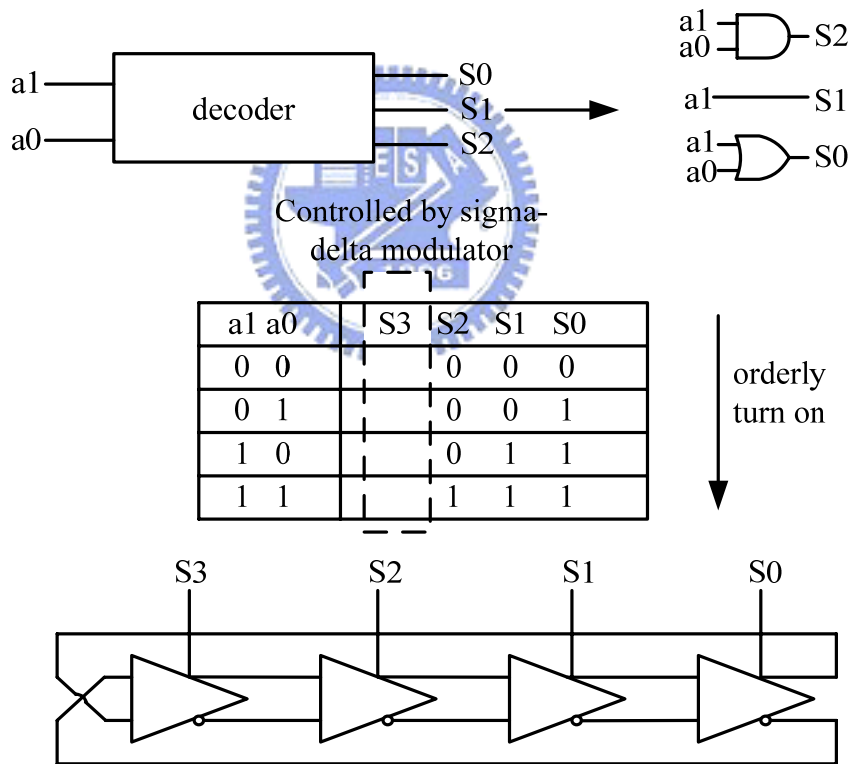 a1
a0
decoder
S0
S1
S2
a1
a0
S2
a1
S1
a1
a0
S0
E S A
Controlled by sigma-
delta modulator
1896
a1 a0 S3 S2 S1 S0
0 0 0 0 0
0 1 0 0 1
1 0 0 1 1
1 1 1 1 1
orderly
turn on
S3 S2 S1 S0